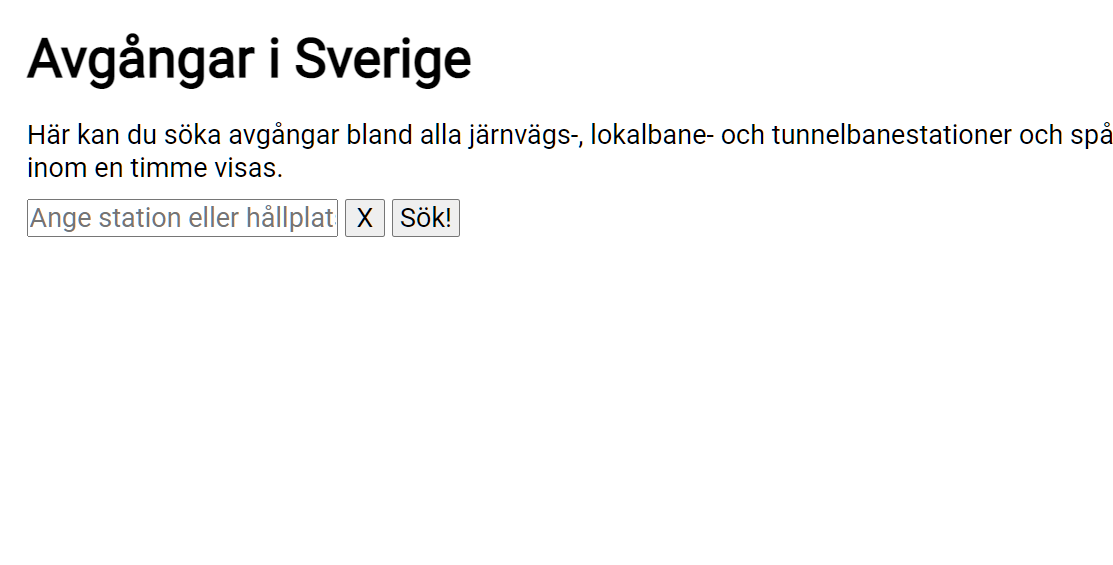 Avgångar i Sverige
Här kan du söka avgångar bland alla järnvägs-, lokalbane- och tunnelbanestationer och spå
inom en timme visas.
Ange station eller hållplat
X
Sök!